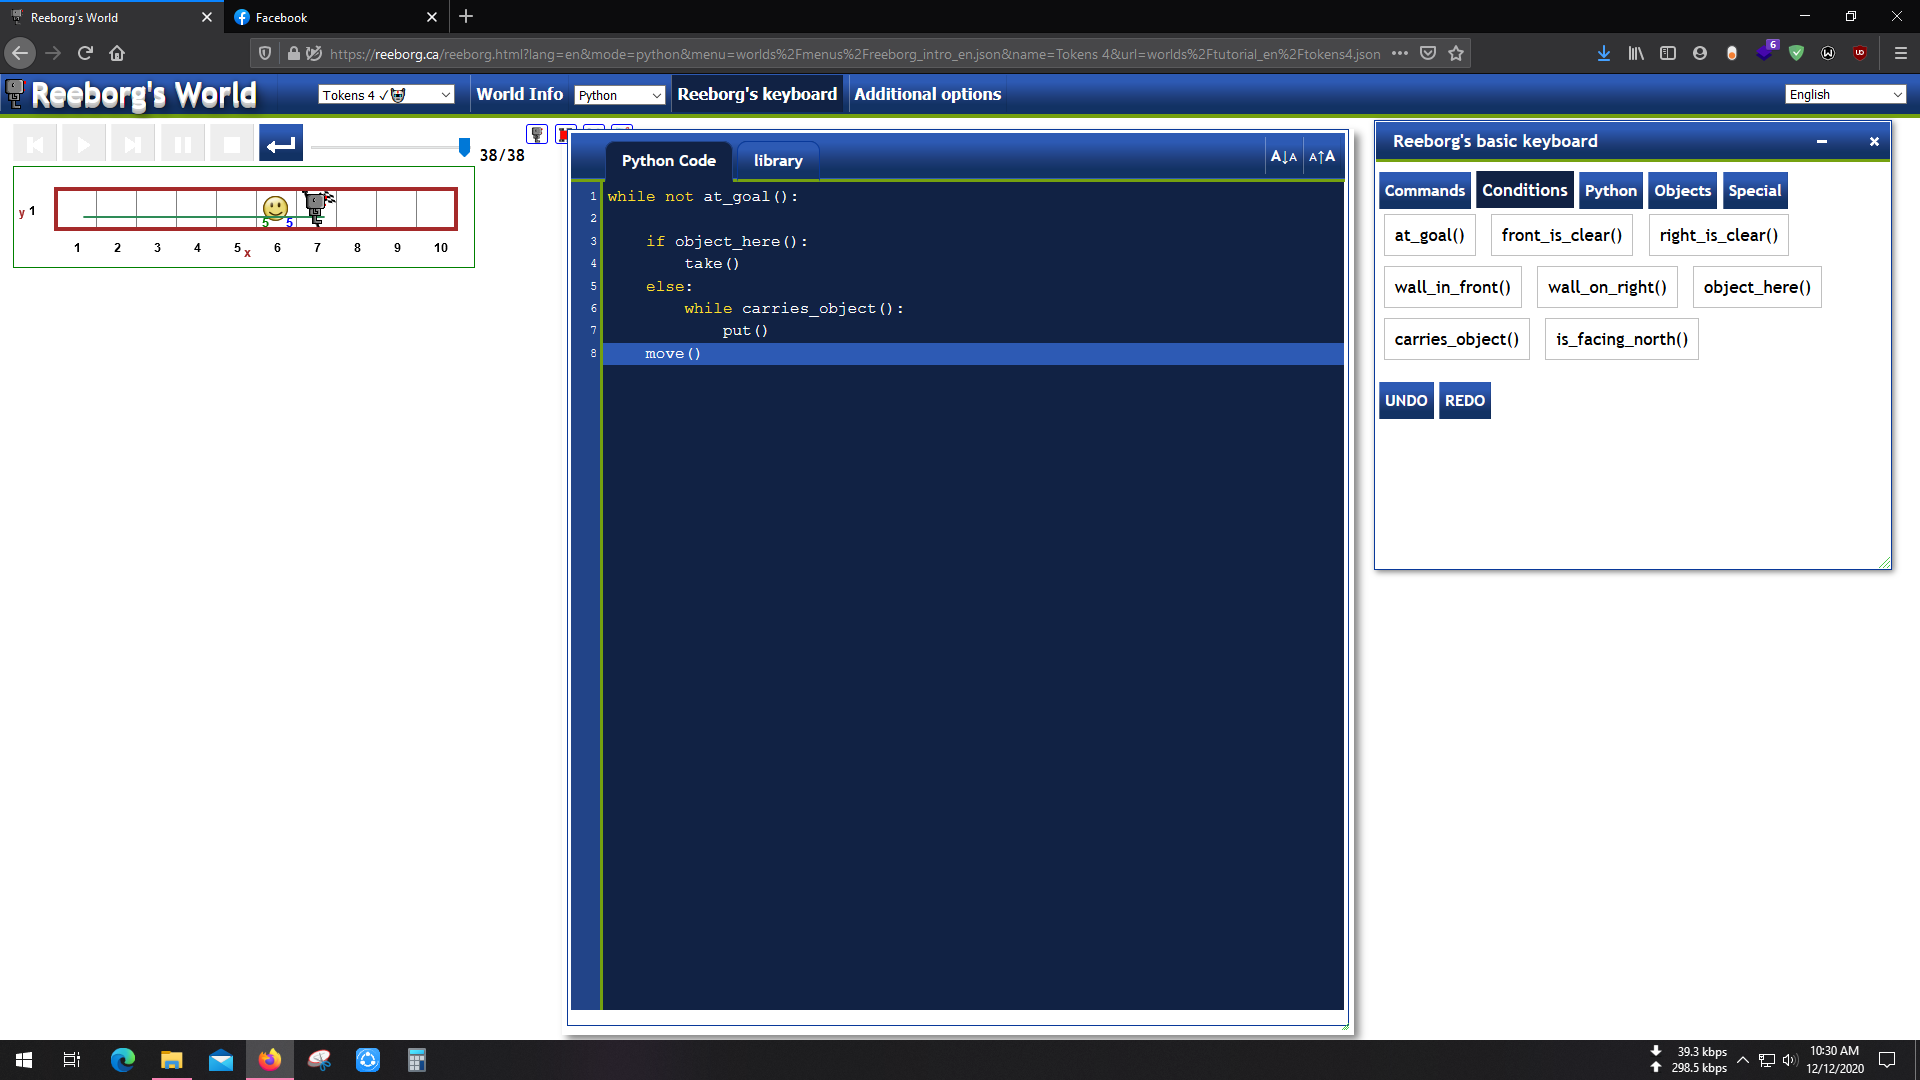 Reeborg's World
Facebook
https://reeborg.ca/reeborg.html?lang=en&mode=python&menu=worlds%2Fmenus%2Freeborg_intro_en.json&name=Tokens 4&url=worlds%2Ftutorial_en%2Ftokens4.json
6
Reeborg's World
Tokens 4 ✓
World Info
Python
Reeborg's keyboard
Additional options
English
38/38
y 1
5 5
1 2 3 4 5 6 7 8 9 10
x
Python Code
library
A↓A
A↑A
1 while not at_goal():
2
3 if object_here():
4 take()
5 else:
6 while carries_object():
7 put()
8 move()
Reeborg's basic keyboard
Commands
Conditions
Python
Objects
Special
at_goal()
front_is_clear()
right_is_clear()
wall_in_front()
wall_on_right()
object_here()
carries_object()
is_facing_north()
UNDO
REDO
39.3 kbps
298.5 kbps
10:30 AM
12/12/2020